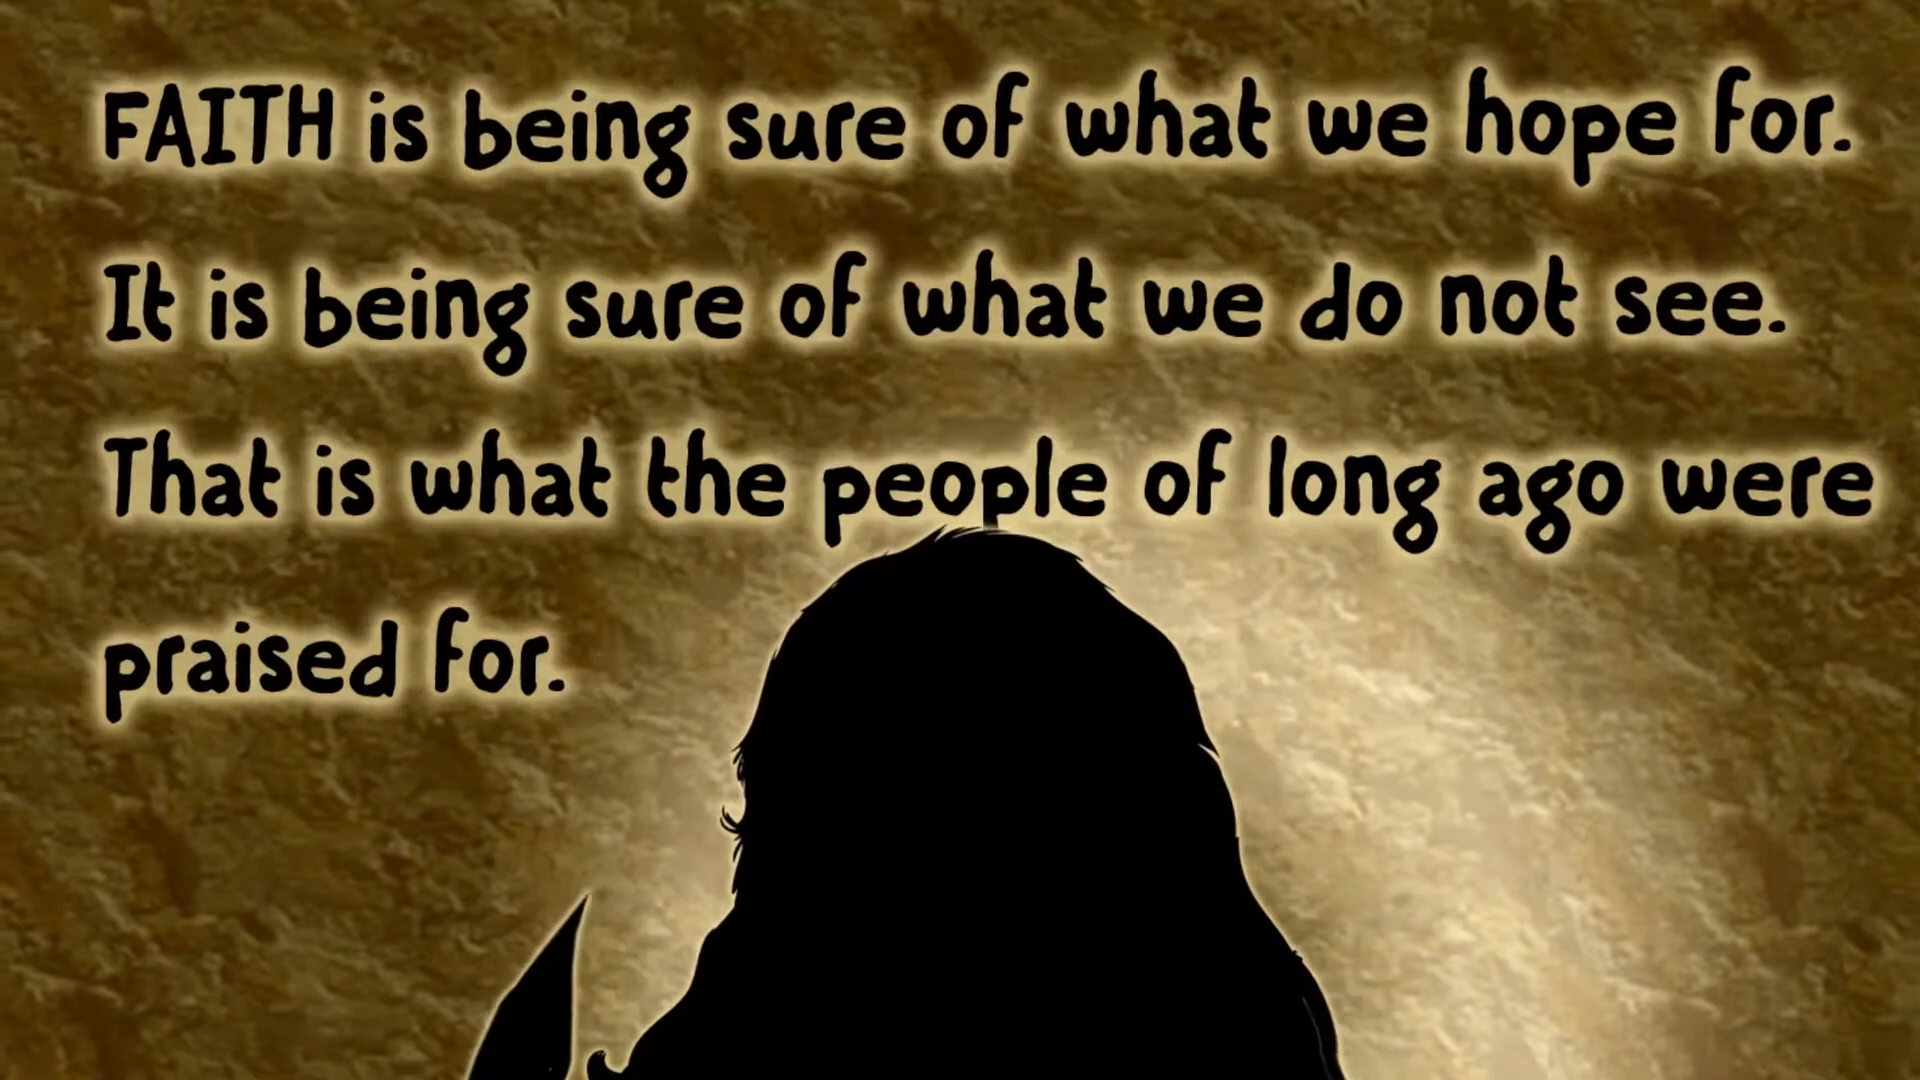 FAITH is being sure of what we hope for.
It is being sure of what we do not see.
That is what the people of long ago were
praised for.